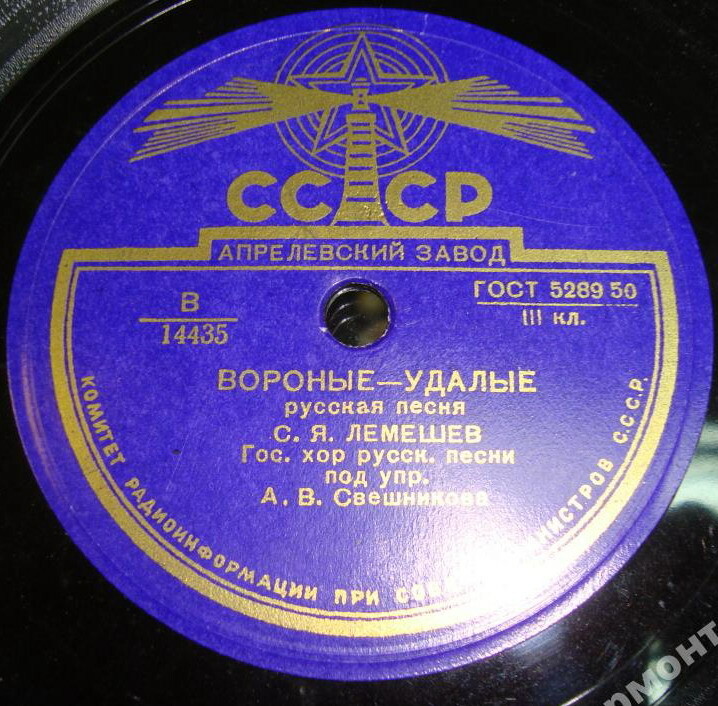 СССР
АПРЕЛЕВСКИЙ ЗАВОД
В
14435
ГОСТ 5289 50
III кл.
ВОРОНЫЕ—УДАЛЫЕ
русская песня
С. Я. ЛЕМЕШЕВ
Гос. хор русск. песни
под упр.
А. В. Свешникова
КОМИТЕТ РАДИОИНФОРМАЦИИ ПРИ С.С.С.Р.